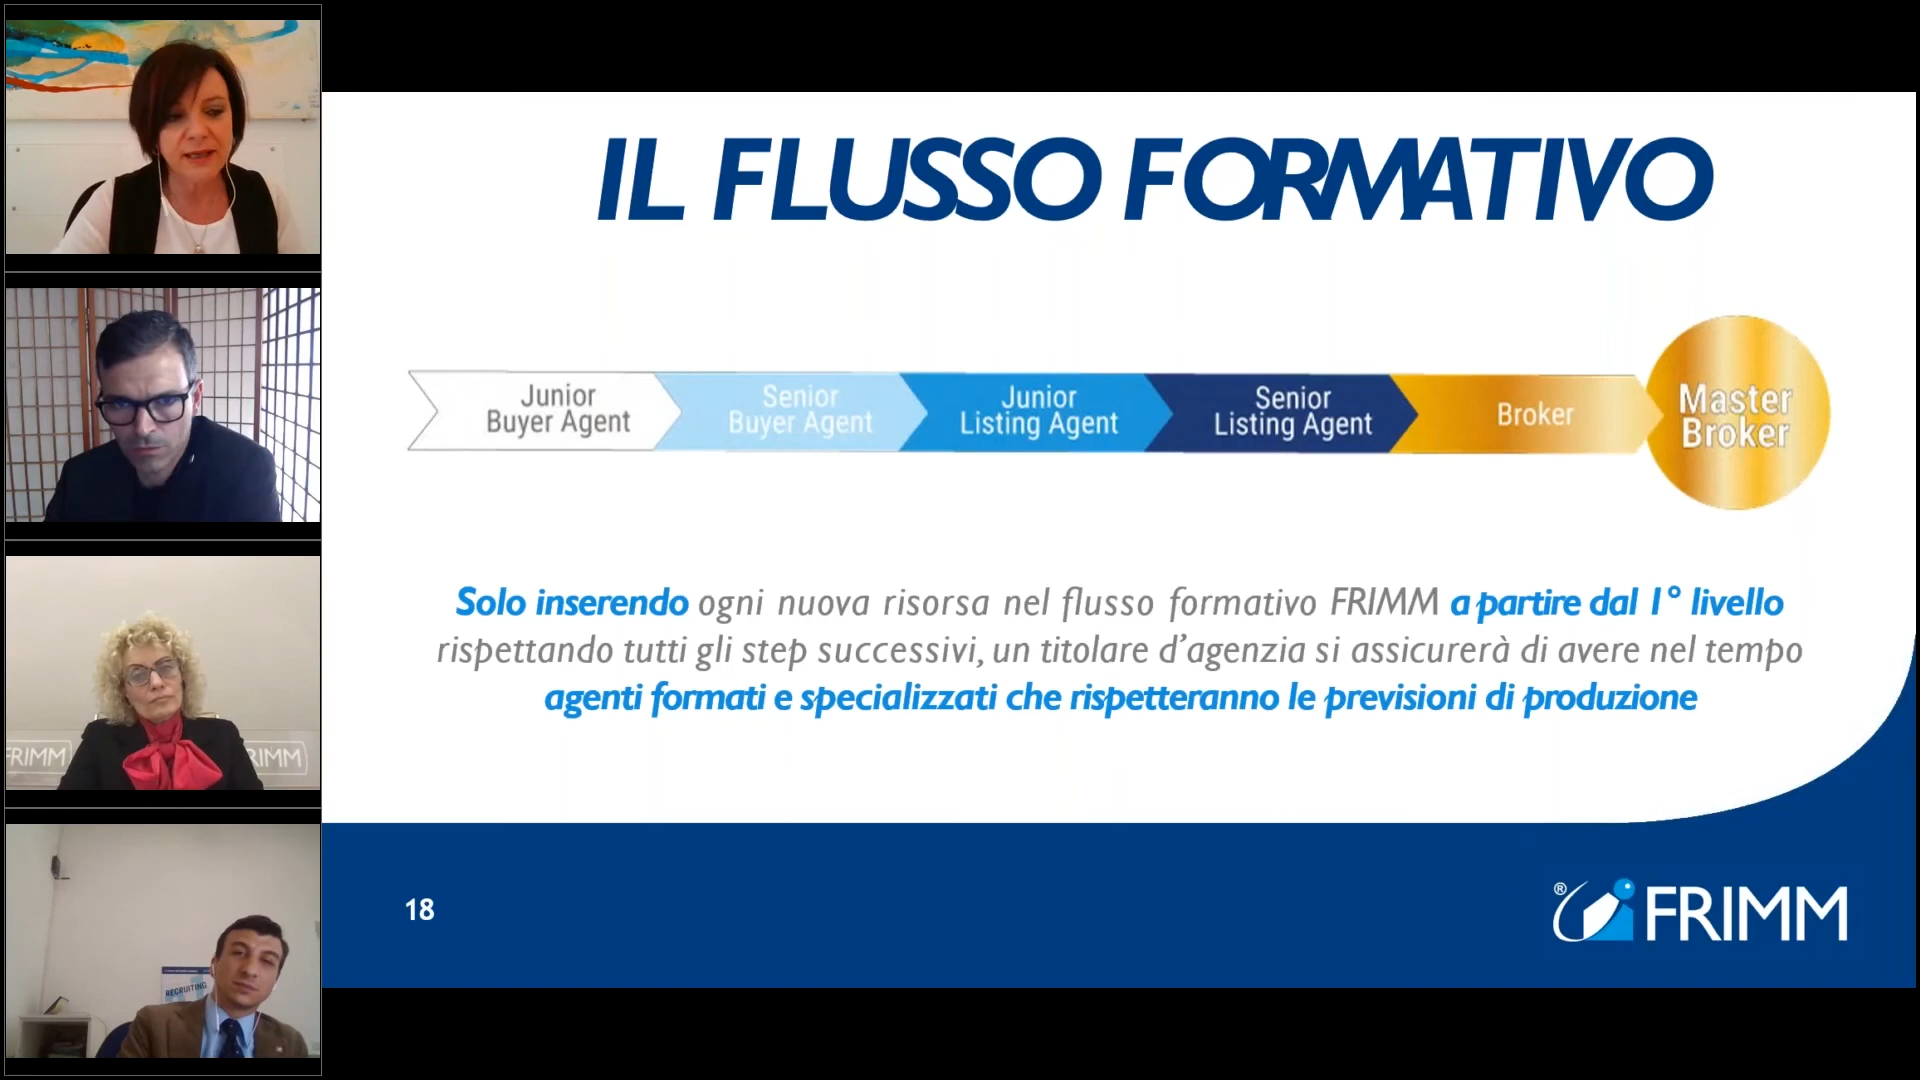 IL FLUSSO FORMATIVO
Junior
Buyer Agent
Senior
Buyer Agent
Junior
Listing Agent
Senior
Listing Agent
Broker
Master
Broker
Solo inserendo ogni nuova risorsa nel flusso formativo FRIMM a partire dal 1° livello
rispettando tutti gli step successivi, un titolare d'agenzia si assicurerà di avere nel tempo
agenti formati e specializzati che rispetteranno le previsioni di produzione
18
® FRIMM
FRIMM
RIMM
RECRUITING